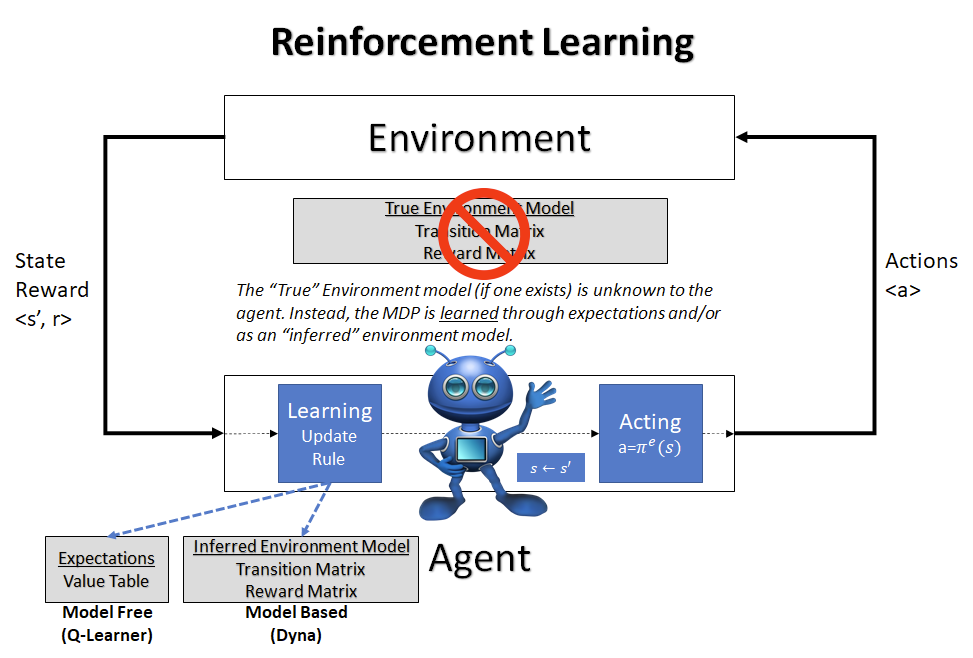 Reinforcement Learning
Environment
True Environment Model
Transition Matrix
Reward Matrix
State
Reward
<s’, r>
Actions
<a>
The “True” Environment model (if one exists) is unknown to the
agent. Instead, the MDP is learned through expectations and/or
as an “inferred” environment model.
Learning
Update
Rule
s ← s′
Acting
a=πᵉ(s)
Agent
Expectations
Value Table
Model Free
(Q-Learner)
Inferred Environment Model
Transition Matrix
Reward Matrix
Model Based
(Dyna)